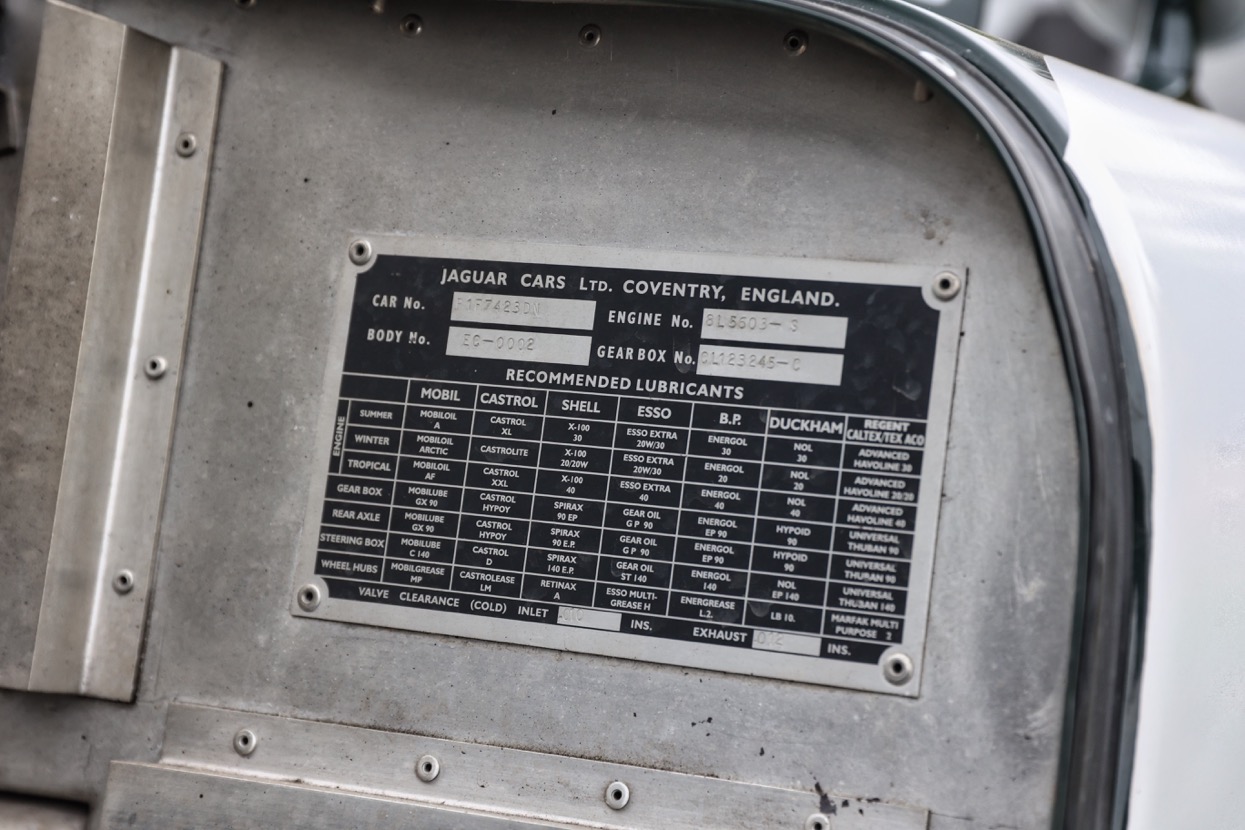 JAGUAR CARS LTD. COVENTRY, ENGLAND.
CAR No. ENGINE No.
BODY No. EC-0002 GEAR BOX No.
RECOMMENDED LUBRICANTS
MOBIL CASTROL SHELL ESSO B.P. DUCKHAM REGENT CALTEX/TEX ACO
ENGINE
SUMMER MOBILOIL A CASTROL XL X-100 30 ESSO EXTRA 20W/30 ENERGOL 30 NOL 30 ADVANCED HAVOLINE 30
WINTER MOBILOIL ARCTIC CASTROLITE X-100 20/20W ESSO EXTRA 20W/30 ENERGOL 20 NOL 20 ADVANCED HAVOLINE 20/20
TROPICAL MOBILOIL AF CASTROL XXL X-100 40 ESSO EXTRA 40 ENERGOL 40 NOL 40 ADVANCED HAVOLINE 40
GEAR BOX MOBILUBE GX 90 CASTROL HYPOY SPIRAX 90 EP GEAR OIL GP 90 ENERGOL EP 90 HYPOID 90 UNIVERSAL THUBAN 90
REAR AXLE MOBILUBE GX 90 CASTROL HYPOY SPIRAX 90 E.P. GEAR OIL GP 90 ENERGOL EP 90 HYPOID 90 UNIVERSAL THUBAN 90
STEERING BOX MOBILUBE C 140 CASTROL D SPIRAX 140 E.P. GEAR OIL ST 140 ENERGOL 140 NOL EP 140 UNIVERSAL THUBAN 140
WHEEL HUBS MOBILGREASE MP CASTROLEASE LM RETINAX A ESSO MULTI-GREASE H ENERGREASE L.2. LB 10. MARFAK MULTI PURPOSE 2
VALVE CLEARANCE (COLD) INLET INS. EXHAUST INS.